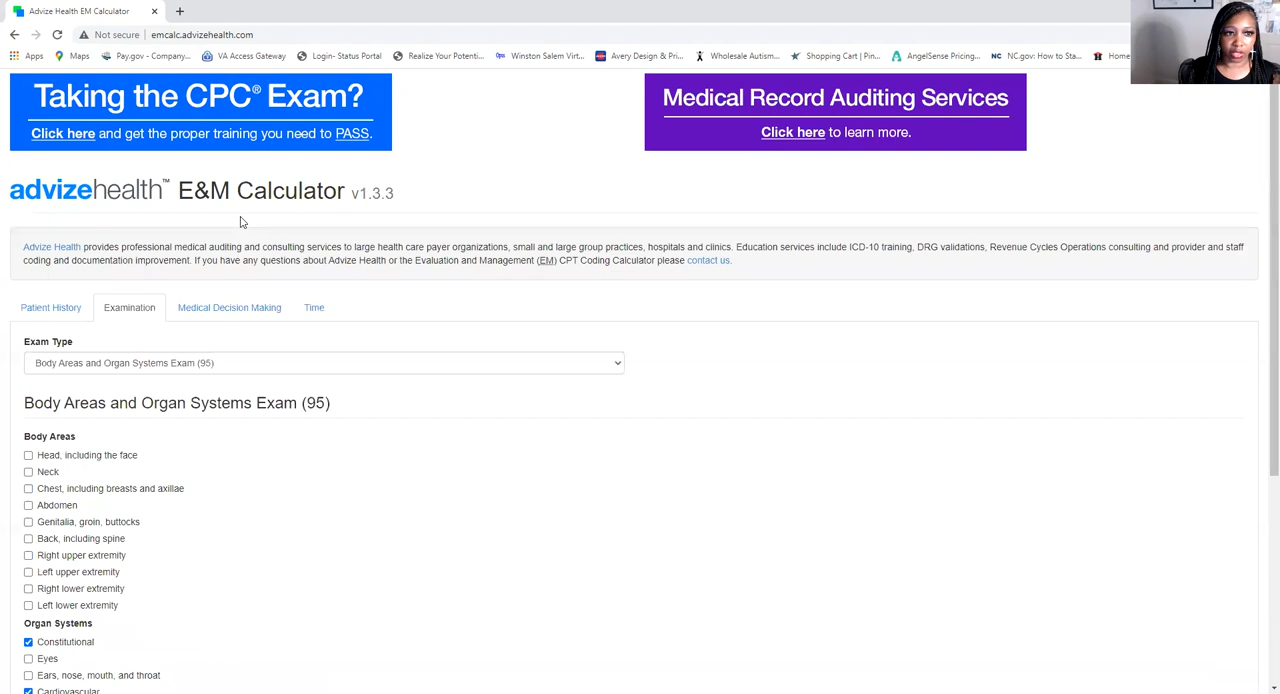 Advize Health EM Calculator
Not secure | emcalc.advizehealth.com
Apps Maps Pay.gov - Company... VA Access Gateway Login- Status Portal Realize Your Potenti... Winston Salem Virt... Avery Design & Pri... Wholesale Autism... Shopping Cart | Pin... AngelSense Pricing... NC NC.gov: How to Sta... Home
Taking the CPC® Exam?
Click here and get the proper training you need to PASS.
Medical Record Auditing Services
Click here to learn more.
advizehealth™ E&M Calculator v1.3.3
Advize Health provides professional medical auditing and consulting services to large health care payer organizations, small and large group practices, hospitals and clinics. Education services include ICD-10 training, DRG validations, Revenue Cycles Operations consulting and provider and staff
coding and documentation improvement. If you have any questions about Advize Health or the Evaluation and Management (EM) CPT Coding Calculator please contact us.
Patient History Examination Medical Decision Making Time
Exam Type
Body Areas and Organ Systems Exam (95)
Body Areas and Organ Systems Exam (95)
Body Areas
Head, including the face
Neck
Chest, including breasts and axillae
Abdomen
Genitalia, groin, buttocks
Back, including spine
Right upper extremity
Left upper extremity
Right lower extremity
Left lower extremity
Organ Systems
Constitutional
Eyes
Ears, nose, mouth, and throat
Cardiovascular